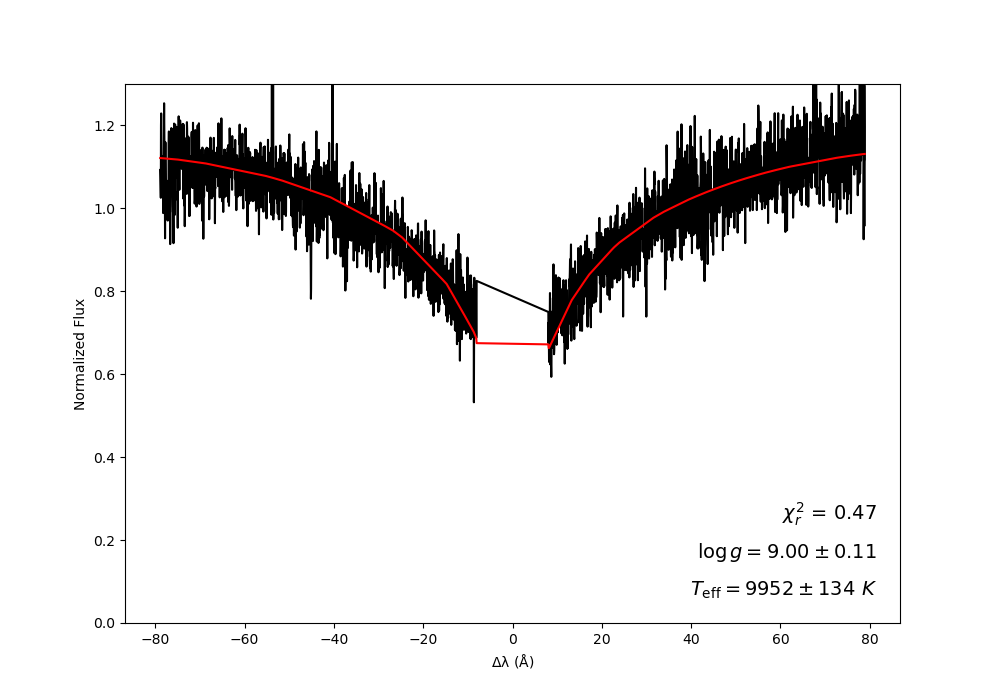 1.2
1.0
0.8
0.6
0.4
0.2
0.0
Normalized Flux
χ²ᵣ = 0.47
log g = 9.00 ± 0.11
T_eff = 9952 ± 134 K
−80 −60 −40 −20 0 20 40 60 80
Δλ (Å)